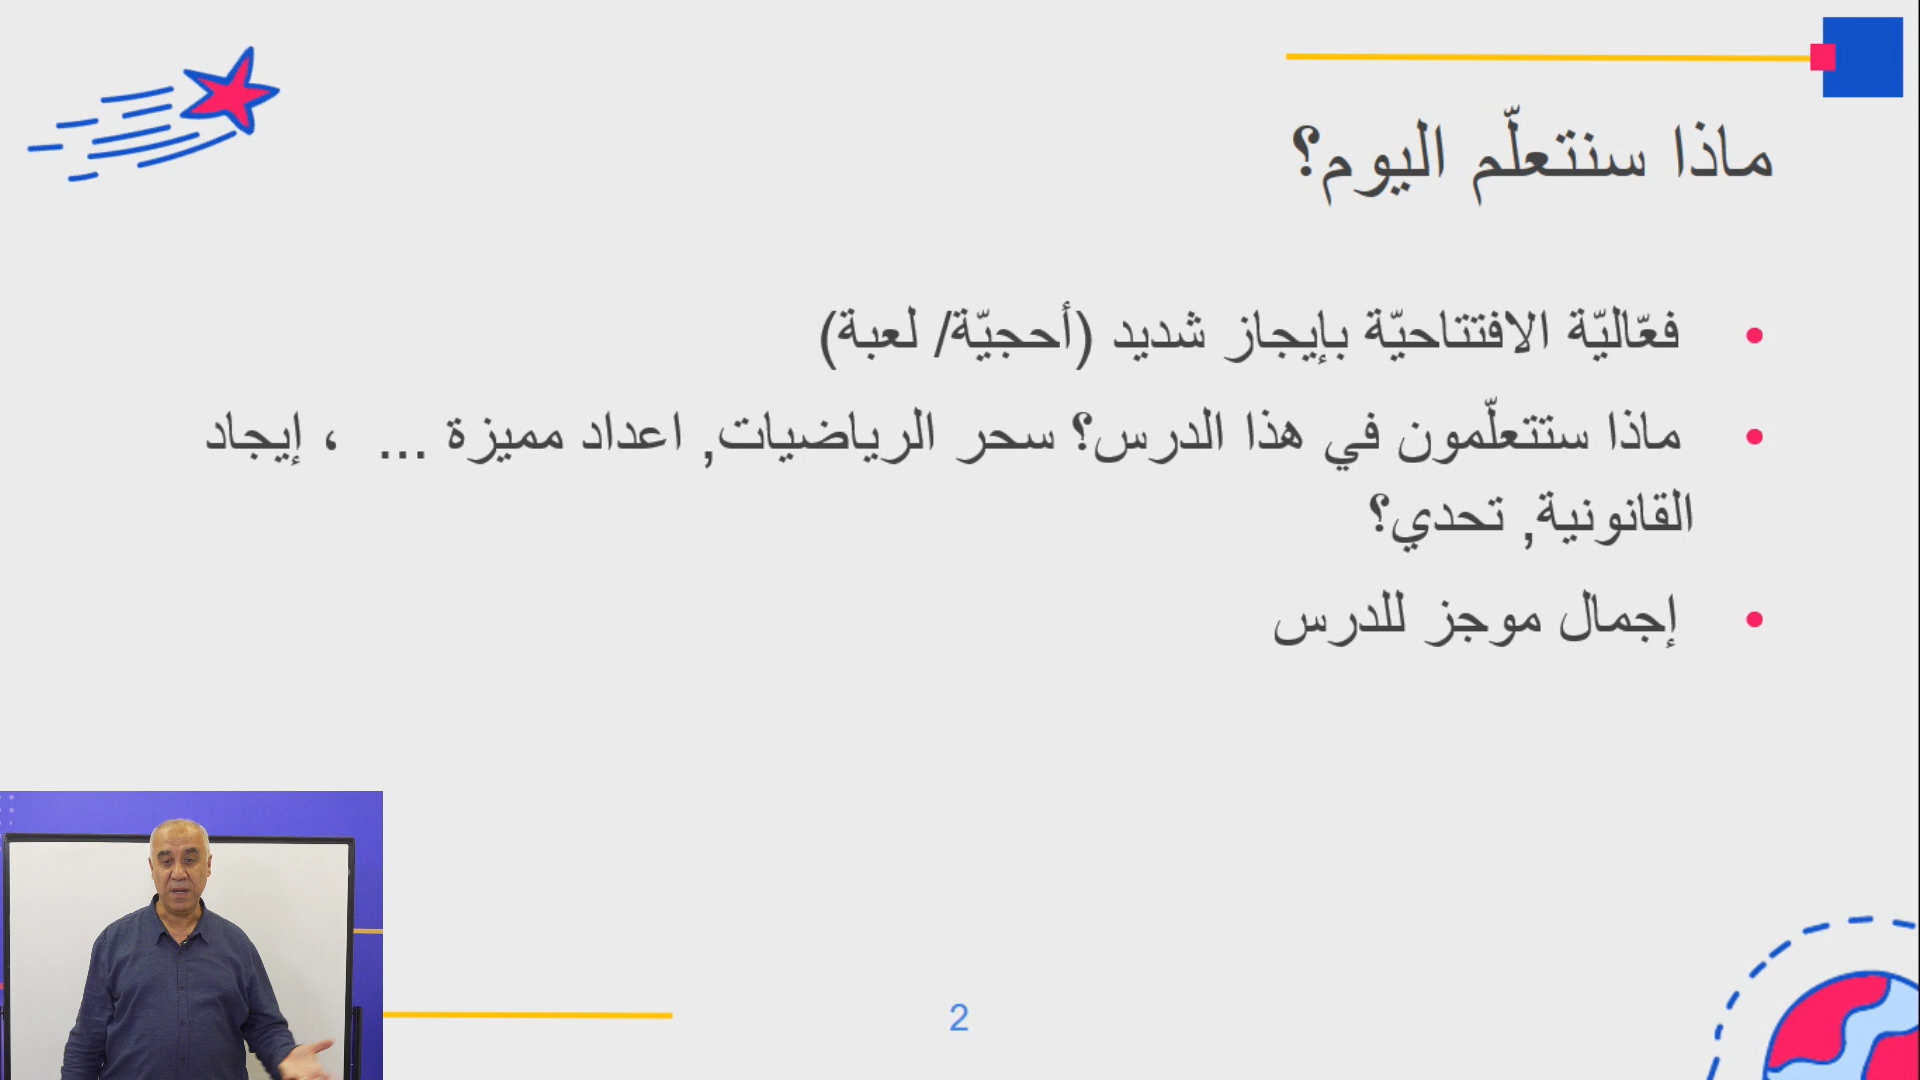 ماذا سنتعلّم اليوم؟
فعّاليّة الافتتاحيّة بإيجاز شديد (أحجيّة/ لعبة)
ماذا ستتعلّمون في هذا الدرس؟ سحر الرياضيات, اعداد مميزة ... ، إيجاد
القانونية, تحدي؟
إجمال موجز للدرس
2